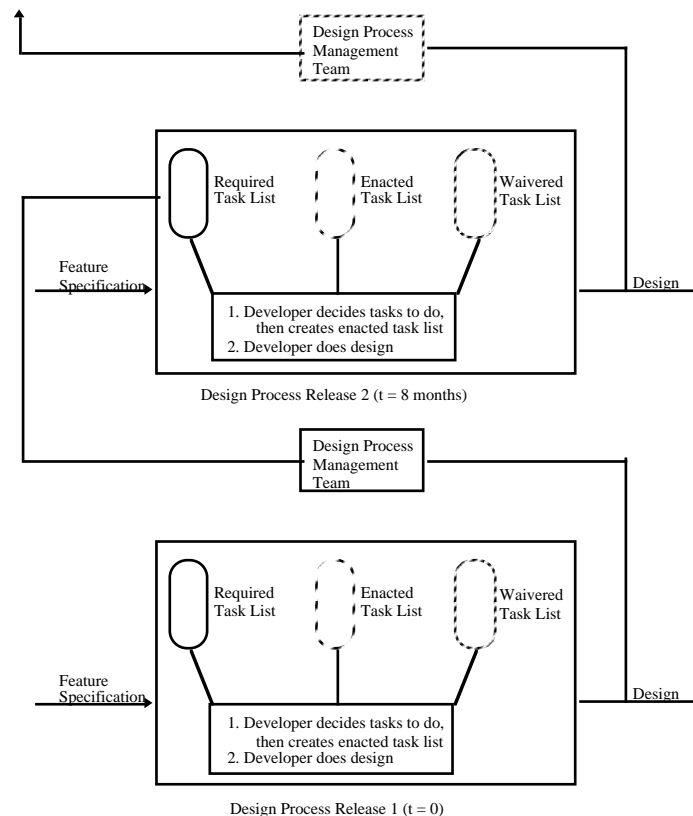 Design Process
Management
Team
Required
Task List
Enacted
Task List
Waivered
Task List
Feature
Specification
1. Developer decides tasks to do,
then creates enacted task list
2. Developer does design
Design
Design Process Release 2 (t = 8 months)
Design Process
Management
Team
Required
Task List
Enacted
Task List
Waivered
Task List
Feature
Specification
1. Developer decides tasks to do,
then creates enacted task list
2. Developer does design
Design
Design Process Release 1 (t = 0)